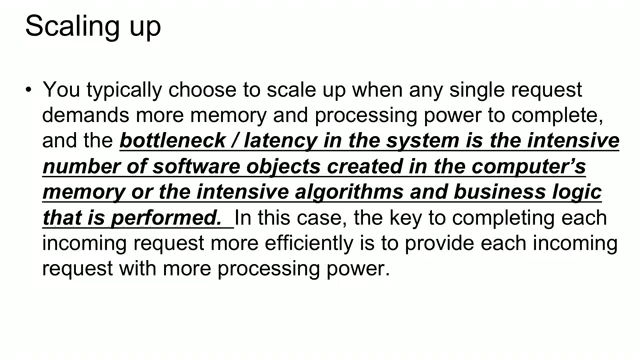 Scaling up
• You typically choose to scale up when any single request
demands more memory and processing power to complete,
and the bottleneck / latency in the system is the intensive
number of software objects created in the computer's
memory or the intensive algorithms and business logic
that is performed. In this case, the key to completing each
incoming request more efficiently is to provide each incoming
request with more processing power.